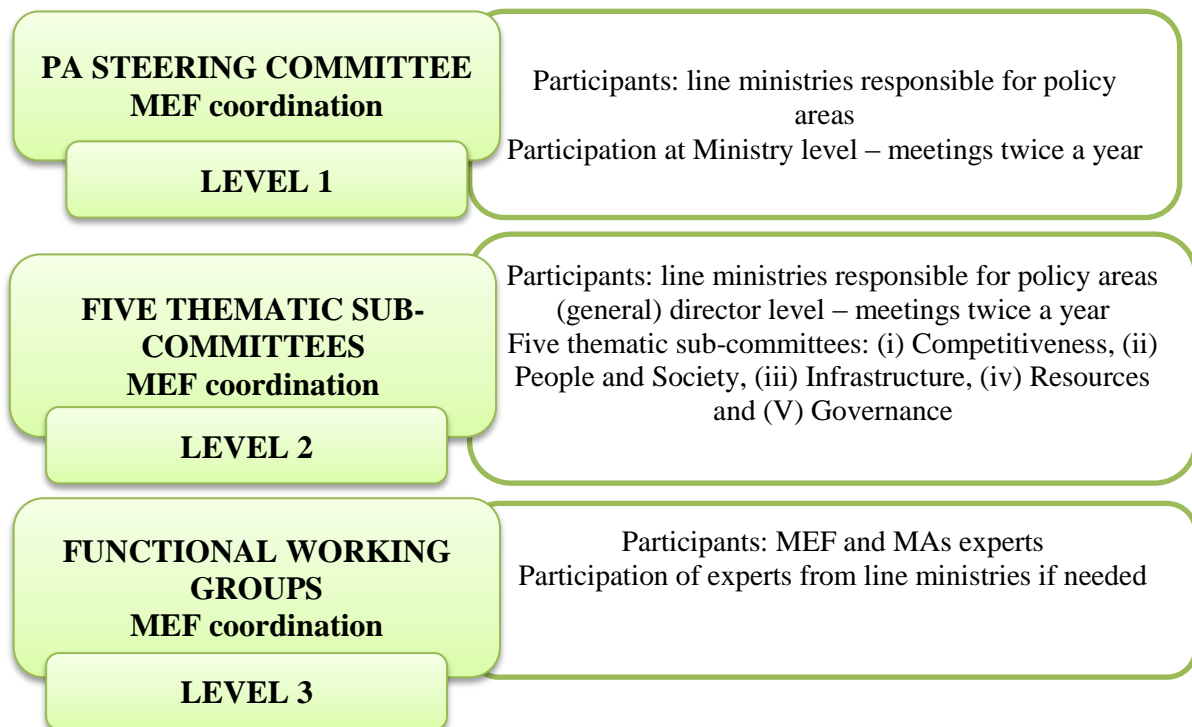 PA STEERING COMMITTEE
MEF coordination
LEVEL 1
Participants: line ministries responsible for policy
areas
Participation at Ministry level – meetings twice a year
FIVE THEMATIC SUB-
COMMITTEES
MEF coordination
LEVEL 2
Participants: line ministries responsible for policy areas
(general) director level – meetings twice a year
Five thematic sub-committees: (i) Competitiveness, (ii)
People and Society, (iii) Infrastructure, (iv) Resources
and (V) Governance
FUNCTIONAL WORKING
GROUPS
MEF coordination
LEVEL 3
Participants: MEF and MAs experts
Participation of experts from line ministries if needed